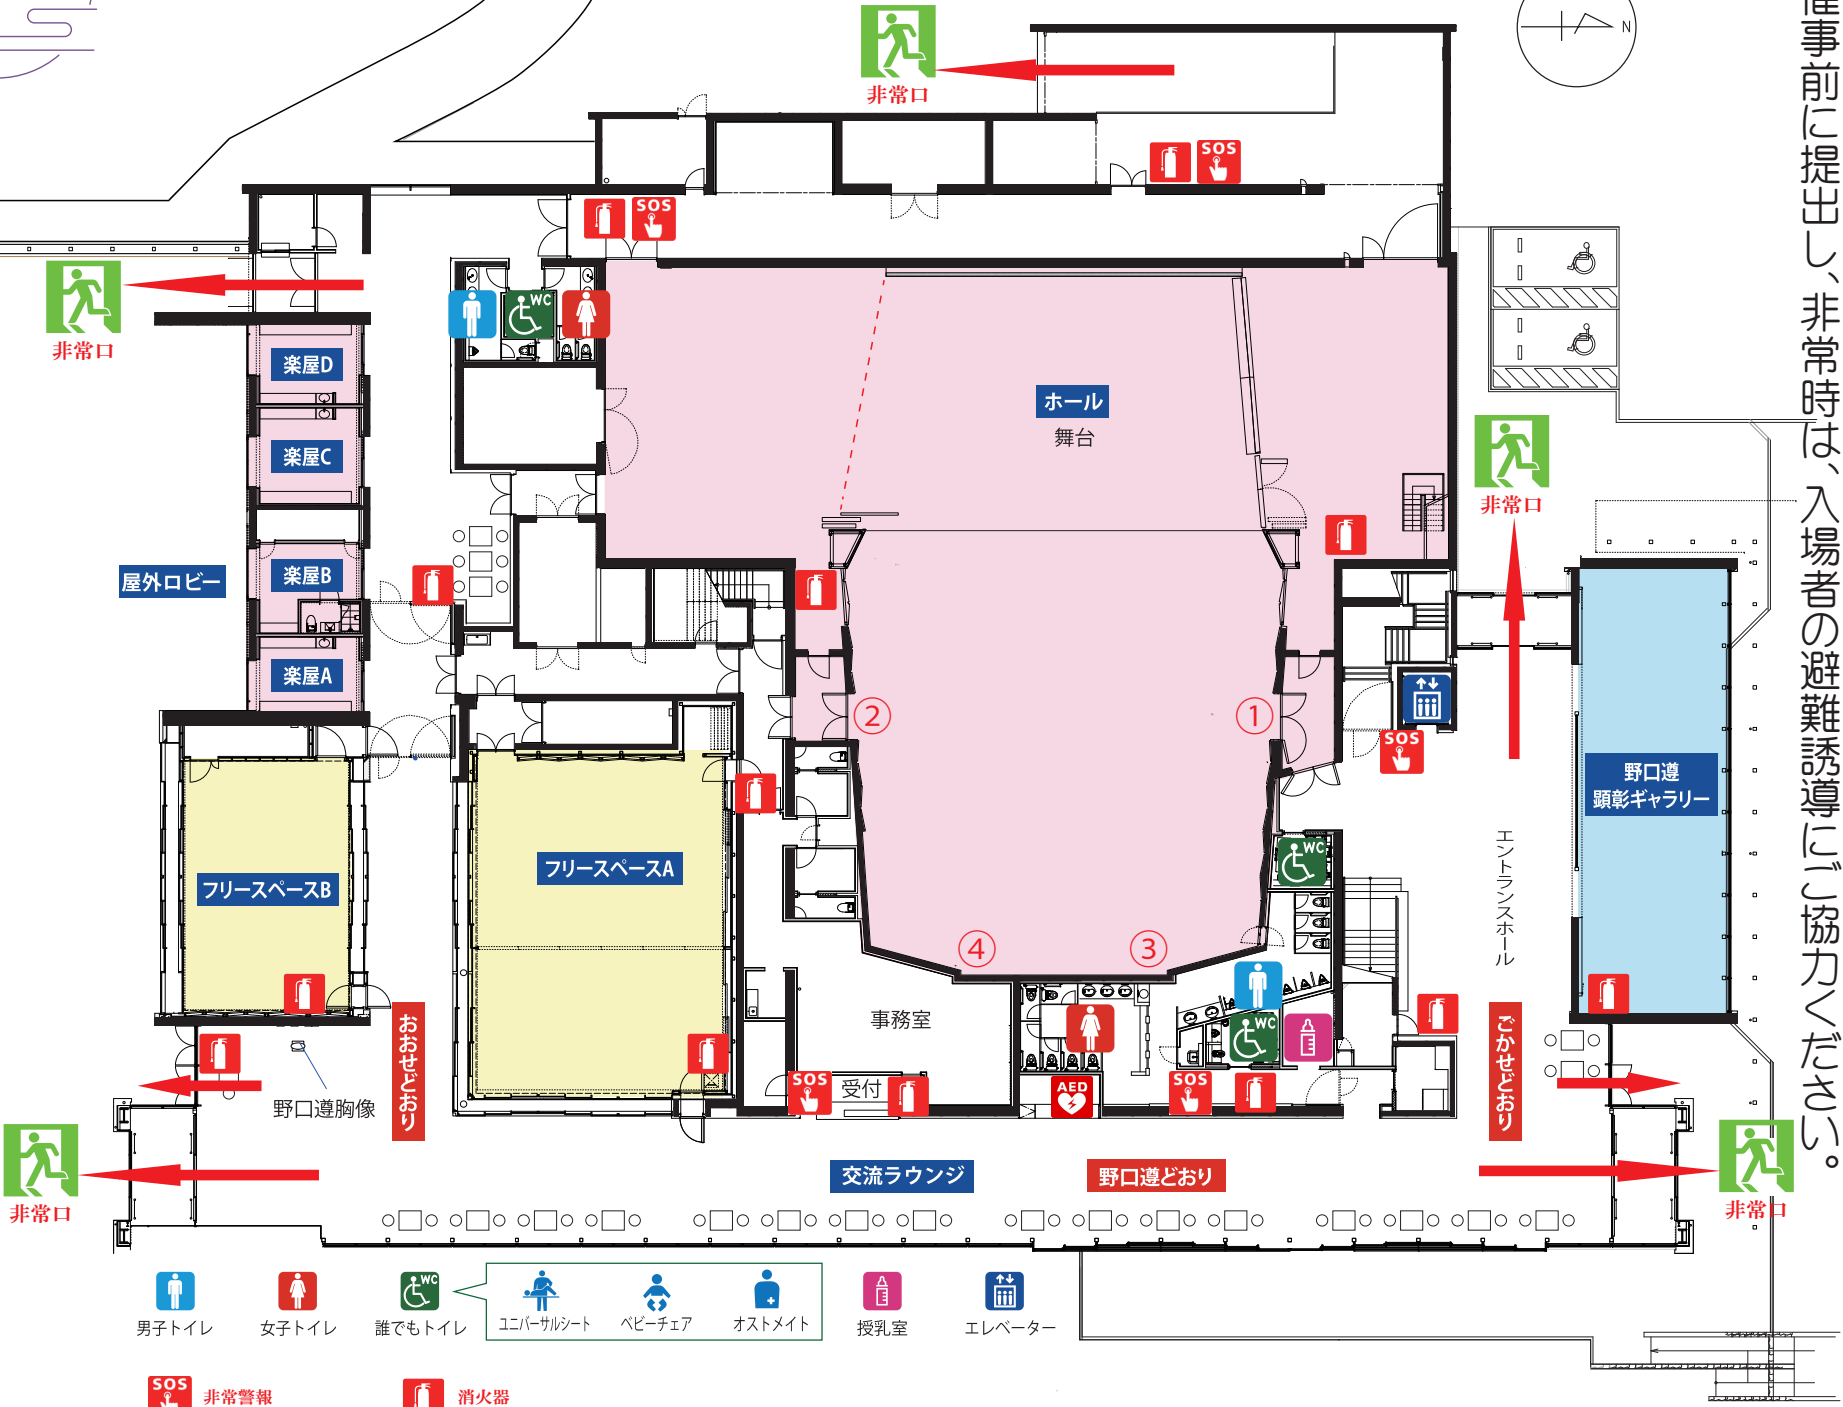 催事前に提出し、非常時は、入場者の避難誘導にご協力ください。
N
非常口
SOS
SOS
非常口
WC
楽屋D
楽屋C
ホール
舞台
非常口
屋外ロビー
楽屋B
楽屋A
②
①
SOS
野口遵
顕彰ギャラリー
エントランスホール
フリースペースB
フリースペースA
WC
④
③
おおせどおり
事務室
WC
ごかせどおり
野口遵胸像
SOS
受付
AED
SOS
非常口
交流ラウンジ
野口遵どおり
非常口
男子トイレ
女子トイレ
WC
誰でもトイレ
ユニバーサルシート
ベビーチェア
オストメイト
授乳室
エレベーター
SOS
非常警報
消火器